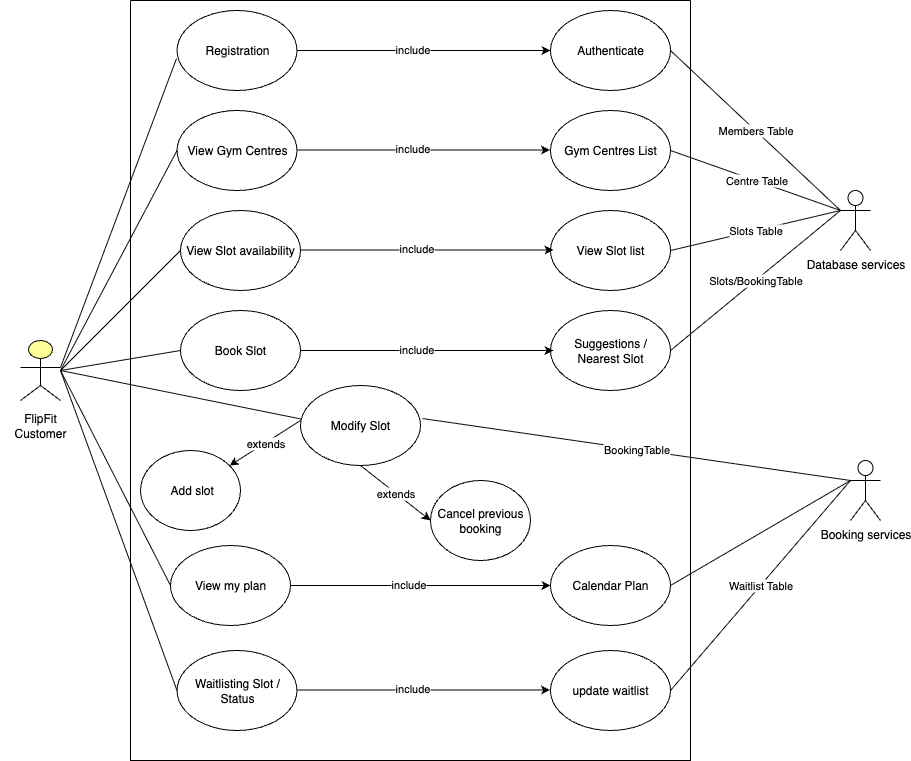 Registration
include
Authenticate
Members Table
View Gym Centres
include
Gym Centres List
Centre Table
View Slot availability
include
View Slot list
Slots Table
Database services
Slots/BookingTable
Book Slot
include
Suggestions /
Nearest Slot
FlipFit
Customer
Modify Slot
extends
BookingTable
Add slot
extends
Cancel previous
booking
Booking services
View my plan
include
Calendar Plan
Waitlist Table
Waitlisting Slot /
Status
include
update waitlist